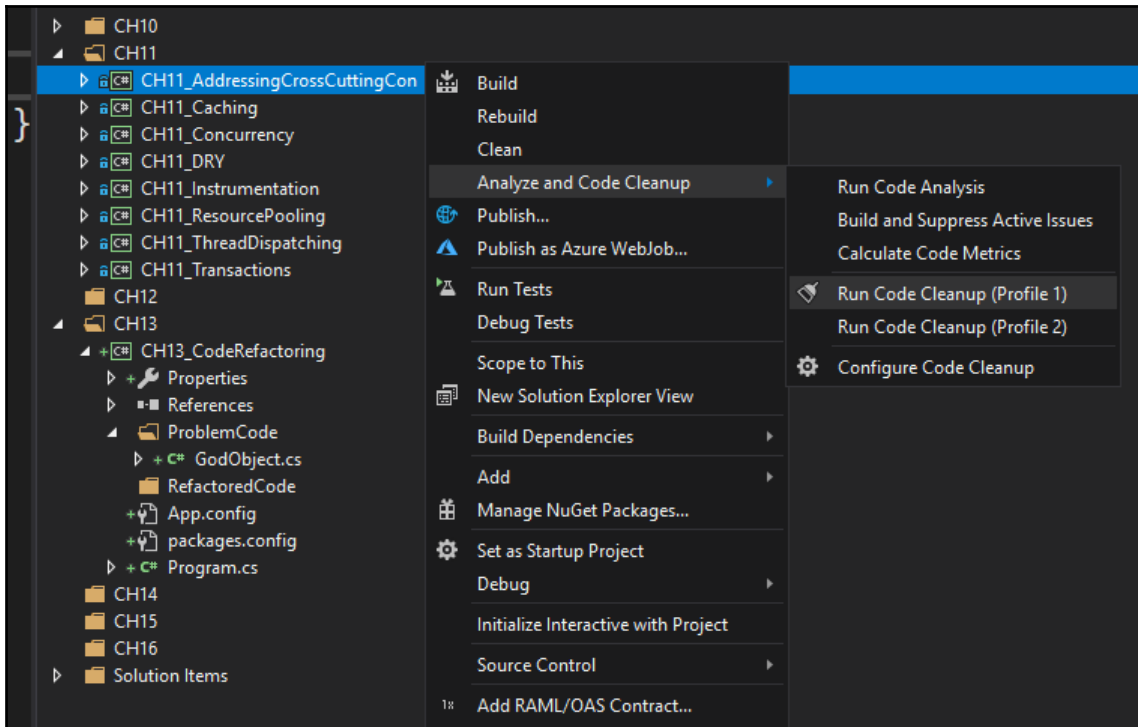 CH10
CH11
CH11_AddressingCrossCuttingCon
CH11_Caching
CH11_Concurrency
CH11_DRY
CH11_Instrumentation
CH11_ResourcePooling
CH11_ThreadDispatching
CH11_Transactions
CH12
CH13
+ C# CH13_CodeRefactoring
+ Properties
References
ProblemCode
+ C# GodObject.cs
RefactoredCode
+ App.config
+ packages.config
+ C# Program.cs
CH14
CH15
CH16
Solution Items
}
Build
Rebuild
Clean
Analyze and Code Cleanup
Publish...
Publish as Azure WebJob...
Run Tests
Debug Tests
Scope to This
New Solution Explorer View
Build Dependencies
Add
Manage NuGet Packages...
Set as Startup Project
Debug
Initialize Interactive with Project
Source Control
Add RAML/OAS Contract...
Run Code Analysis
Build and Suppress Active Issues
Calculate Code Metrics
Run Code Cleanup (Profile 1)
Run Code Cleanup (Profile 2)
Configure Code Cleanup